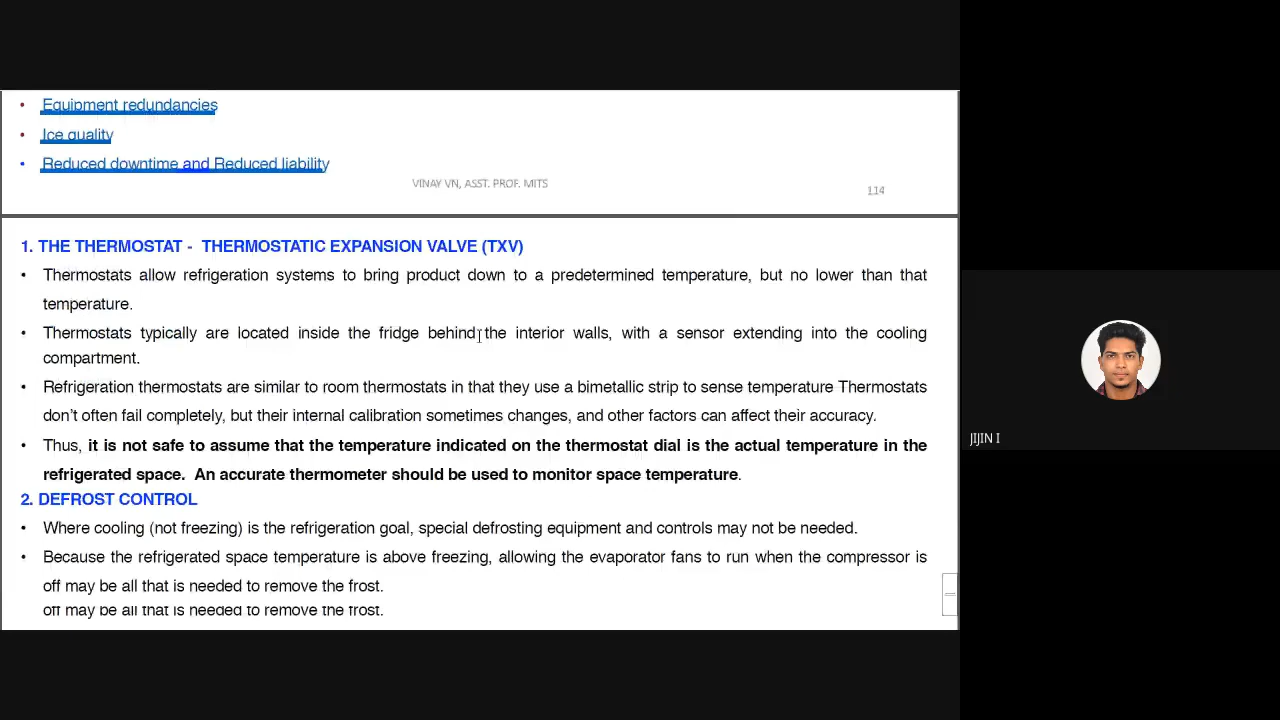 • Equipment redundancies
• Ice quality
• Reduced downtime and Reduced liability
VINAY VN, ASST. PROF. MITS
114
1. THE THERMOSTAT - THERMOSTATIC EXPANSION VALVE (TXV)
• Thermostats allow refrigeration systems to bring product down to a predetermined temperature, but no lower than that
temperature.
• Thermostats typically are located inside the fridge behind the interior walls, with a sensor extending into the cooling
compartment.
• Refrigeration thermostats are similar to room thermostats in that they use a bimetallic strip to sense temperature Thermostats
don’t often fail completely, but their internal calibration sometimes changes, and other factors can affect their accuracy.
• Thus, it is not safe to assume that the temperature indicated on the thermostat dial is the actual temperature in the
refrigerated space. An accurate thermometer should be used to monitor space temperature.
2. DEFROST CONTROL
• Where cooling (not freezing) is the refrigeration goal, special defrosting equipment and controls may not be needed.
• Because the refrigerated space temperature is above freezing, allowing the evaporator fans to run when the compressor is
off may be all that is needed to remove the frost.
off may be all that is needed to remove the frost.
JIJIN I